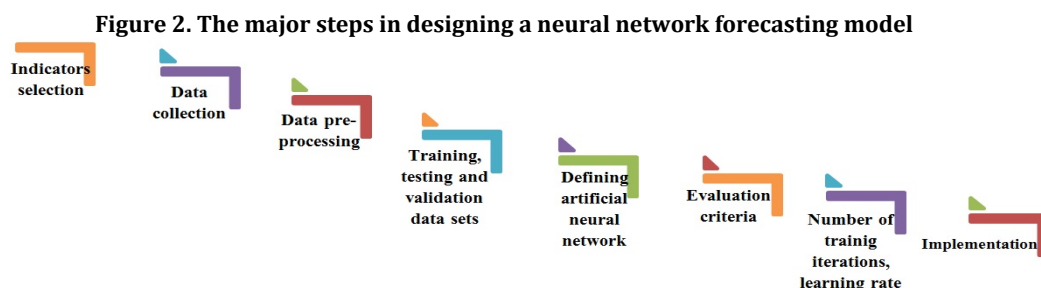 Figure 2. The major steps in designing a neural network forecasting model
Indicators
selection
Data
collection
Data pre-
processing
Training,
testing and
validation
data sets
Defining
artificial
neural
network
Evaluation
criteria
Number of
trainig
iterations,
learning rate
Implementation